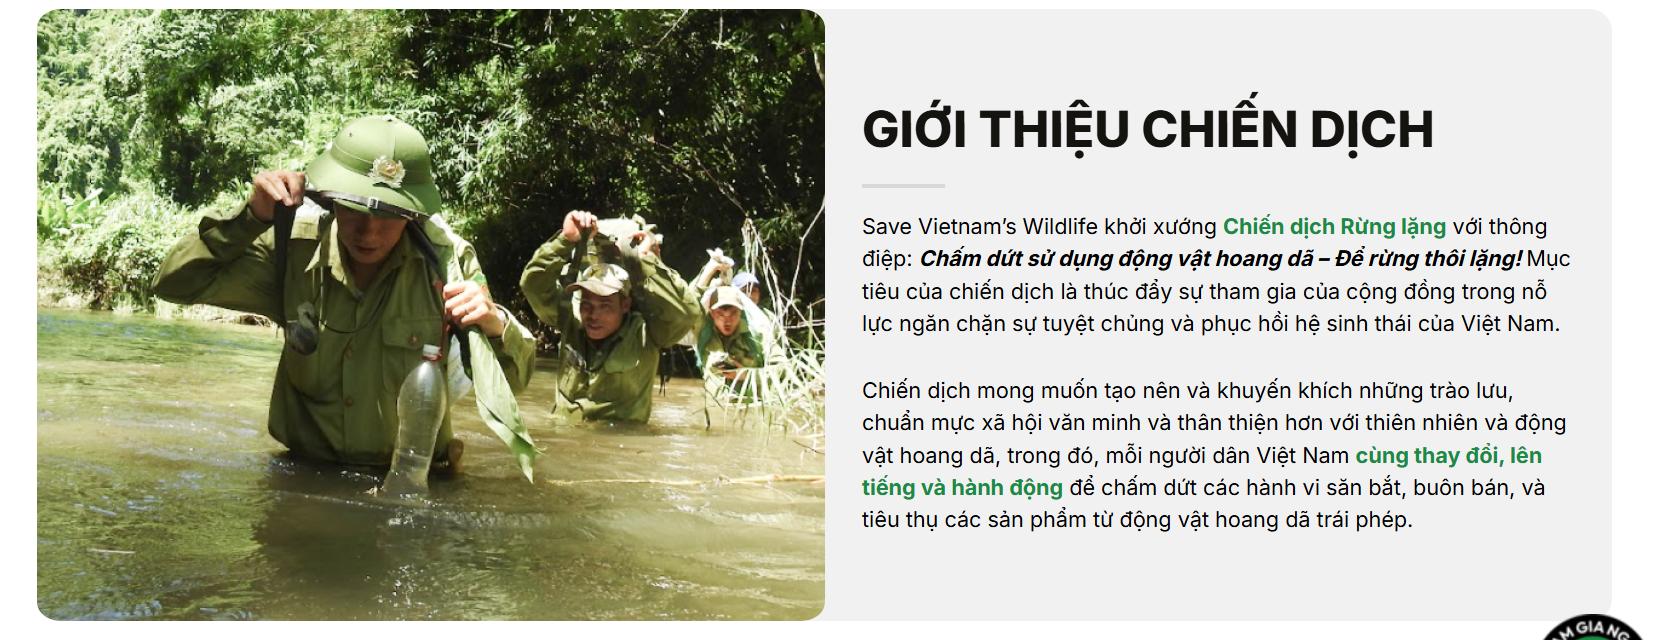 GIỚI THIỆU CHIẾN DỊCH
Save Vietnam’s Wildlife khởi xướng Chiến dịch Rừng lặng với thông
điệp: Chấm dứt sử dụng động vật hoang dã – Để rừng thôi lặng! Mục
tiêu của chiến dịch là thúc đẩy sự tham gia của cộng đồng trong nỗ
lực ngăn chặn sự tuyệt chủng và phục hồi hệ sinh thái của Việt Nam.
Chiến dịch mong muốn tạo nên và khuyến khích những trào lưu,
chuẩn mực xã hội văn minh và thân thiện hơn với thiên nhiên và động
vật hoang dã, trong đó, mỗi người dân Việt Nam cùng thay đổi, lên
tiếng và hành động để chấm dứt các hành vi săn bắt, buôn bán, và
tiêu thụ các sản phẩm từ động vật hoang dã trái phép.
GIA